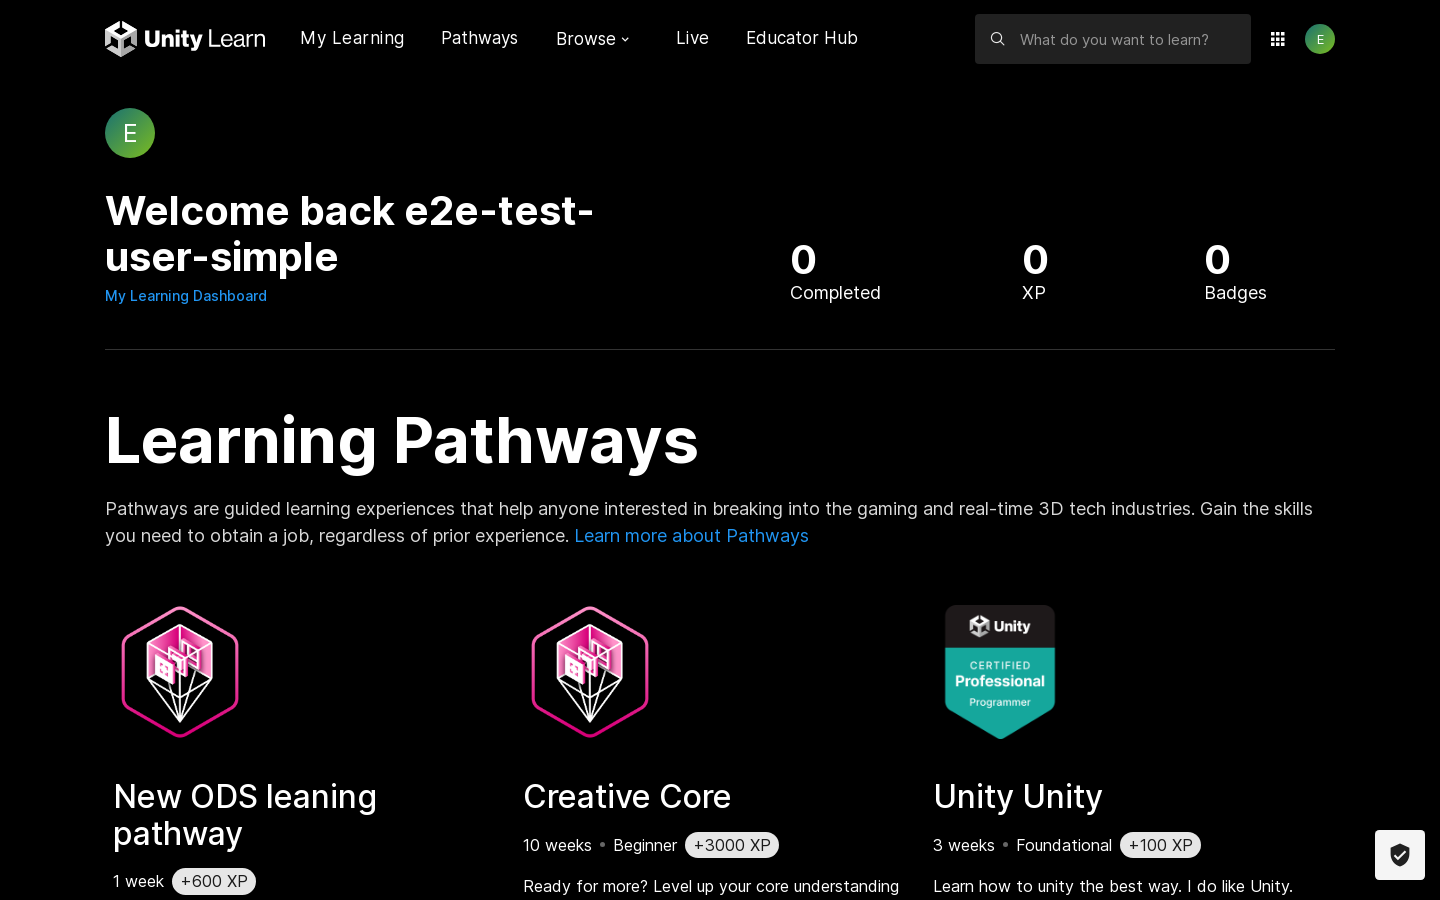 Unity Learn
My Learning
Pathways
Browse
Live
Educator Hub
What do you want to learn?
E
E
Welcome back e2e-test-
user-simple
My Learning Dashboard
0
Completed
0
XP
0
Badges
Learning Pathways
Pathways are guided learning experiences that help anyone interested in breaking into the gaming and real-time 3D tech industries. Gain the skills
you need to obtain a job, regardless of prior experience. Learn more about Pathways
Unity
CERTIFIED
Professional
Programmer
New ODS leaning
pathway
1 week +600 XP
Creative Core
10 weeks • Beginner +3000 XP
Ready for more? Level up your core understanding
Unity Unity
3 weeks • Foundational +100 XP
Learn how to unity the best way. I do like Unity.